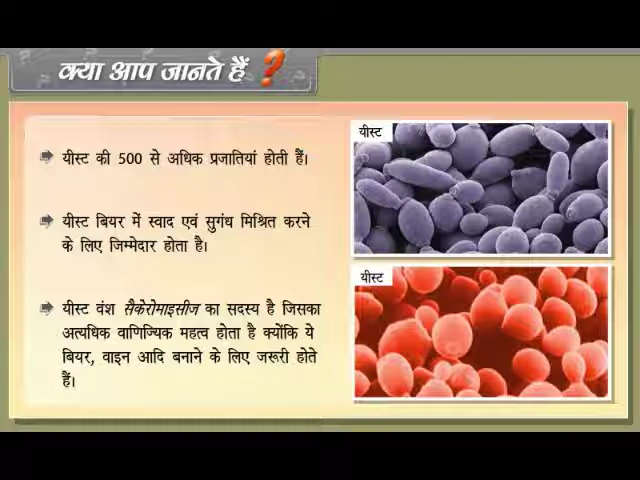 क्या आप जानते हैं ?
यीस्ट की 500 से अधिक प्रजातियां होती हैं।
यीस्ट बियर में स्वाद एवं सुगंध मिश्रित करने
के लिए जिम्मेदार होता है।
यीस्ट वंश सैकेरोमाइसीज का सदस्य है जिसका
अत्यधिक वाणिज्यिक महत्व होता है क्योंकि ये
बियर, वाइन आदि बनाने के लिए जरूरी होते
हैं।
यीस्ट
यीस्ट